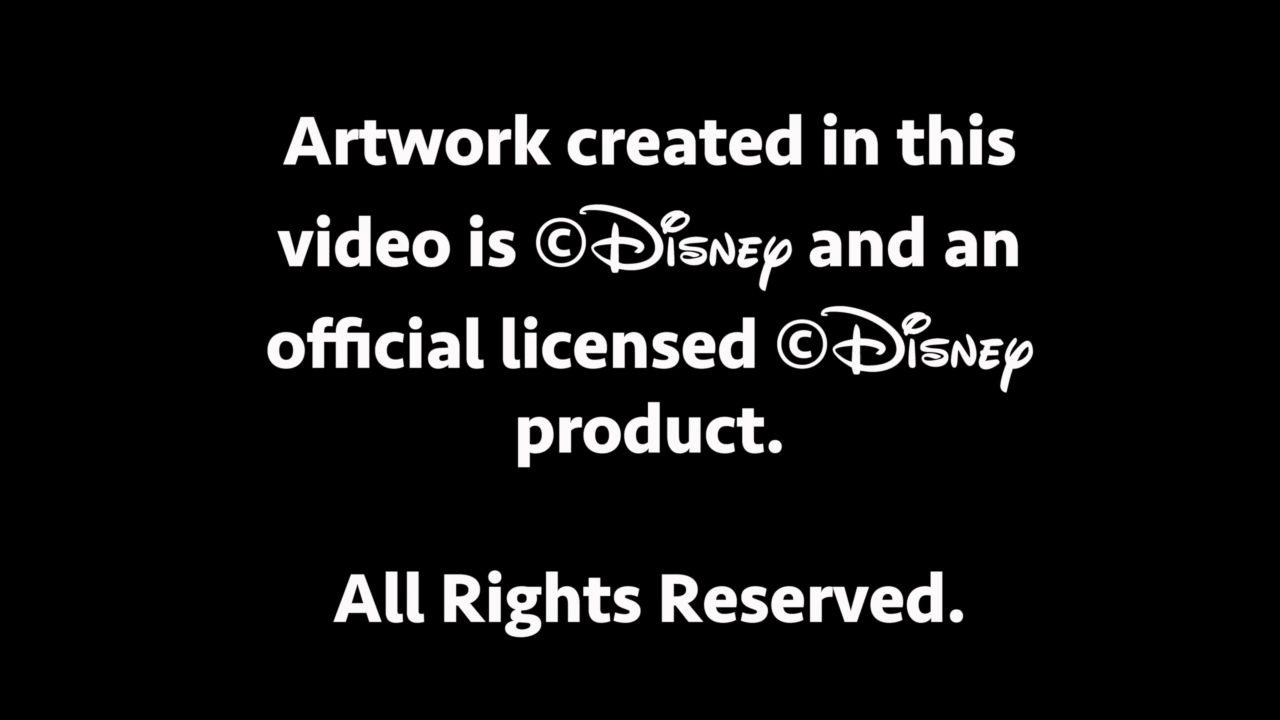 Artwork created in this
video is ©Disney and an
official licensed ©Disney
product.
All Rights Reserved.